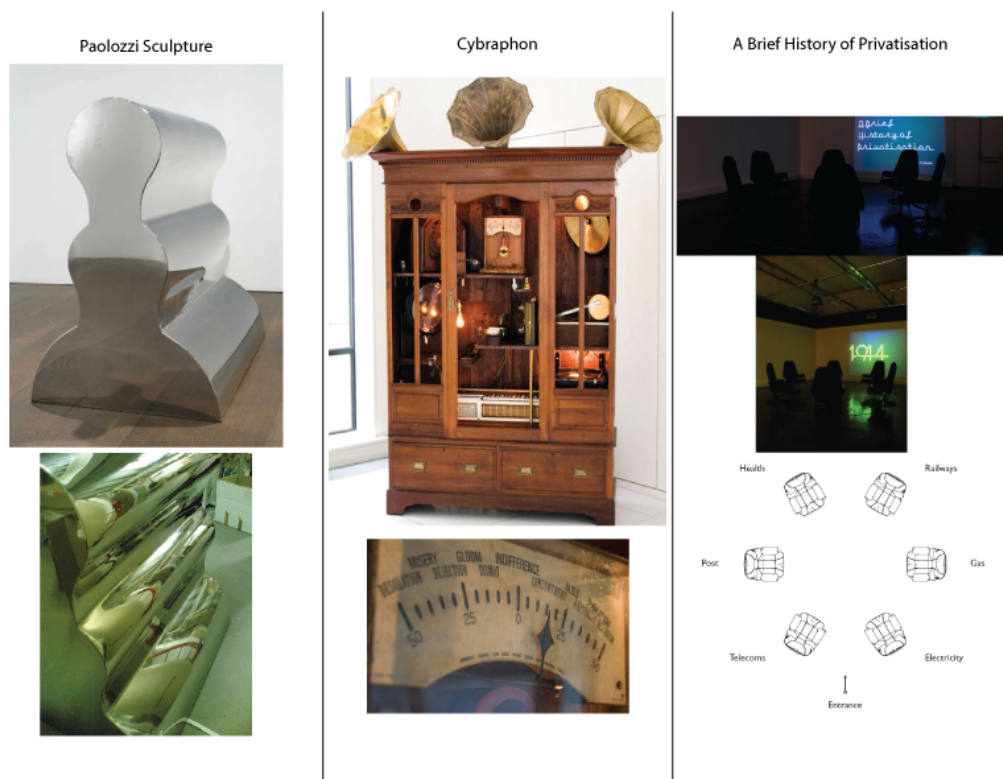 Paolozzi Sculpture
Cybraphon
MISERY GLOOM INDIFFERENCE
DESOLATION DEJECTION CONTENTMENT
50 25 0 25 50
A Brief History of Privatisation
A Brief
History of
Privatisation
1914
Health Railways
Post Gas
Telecoms Electricity
Entrance